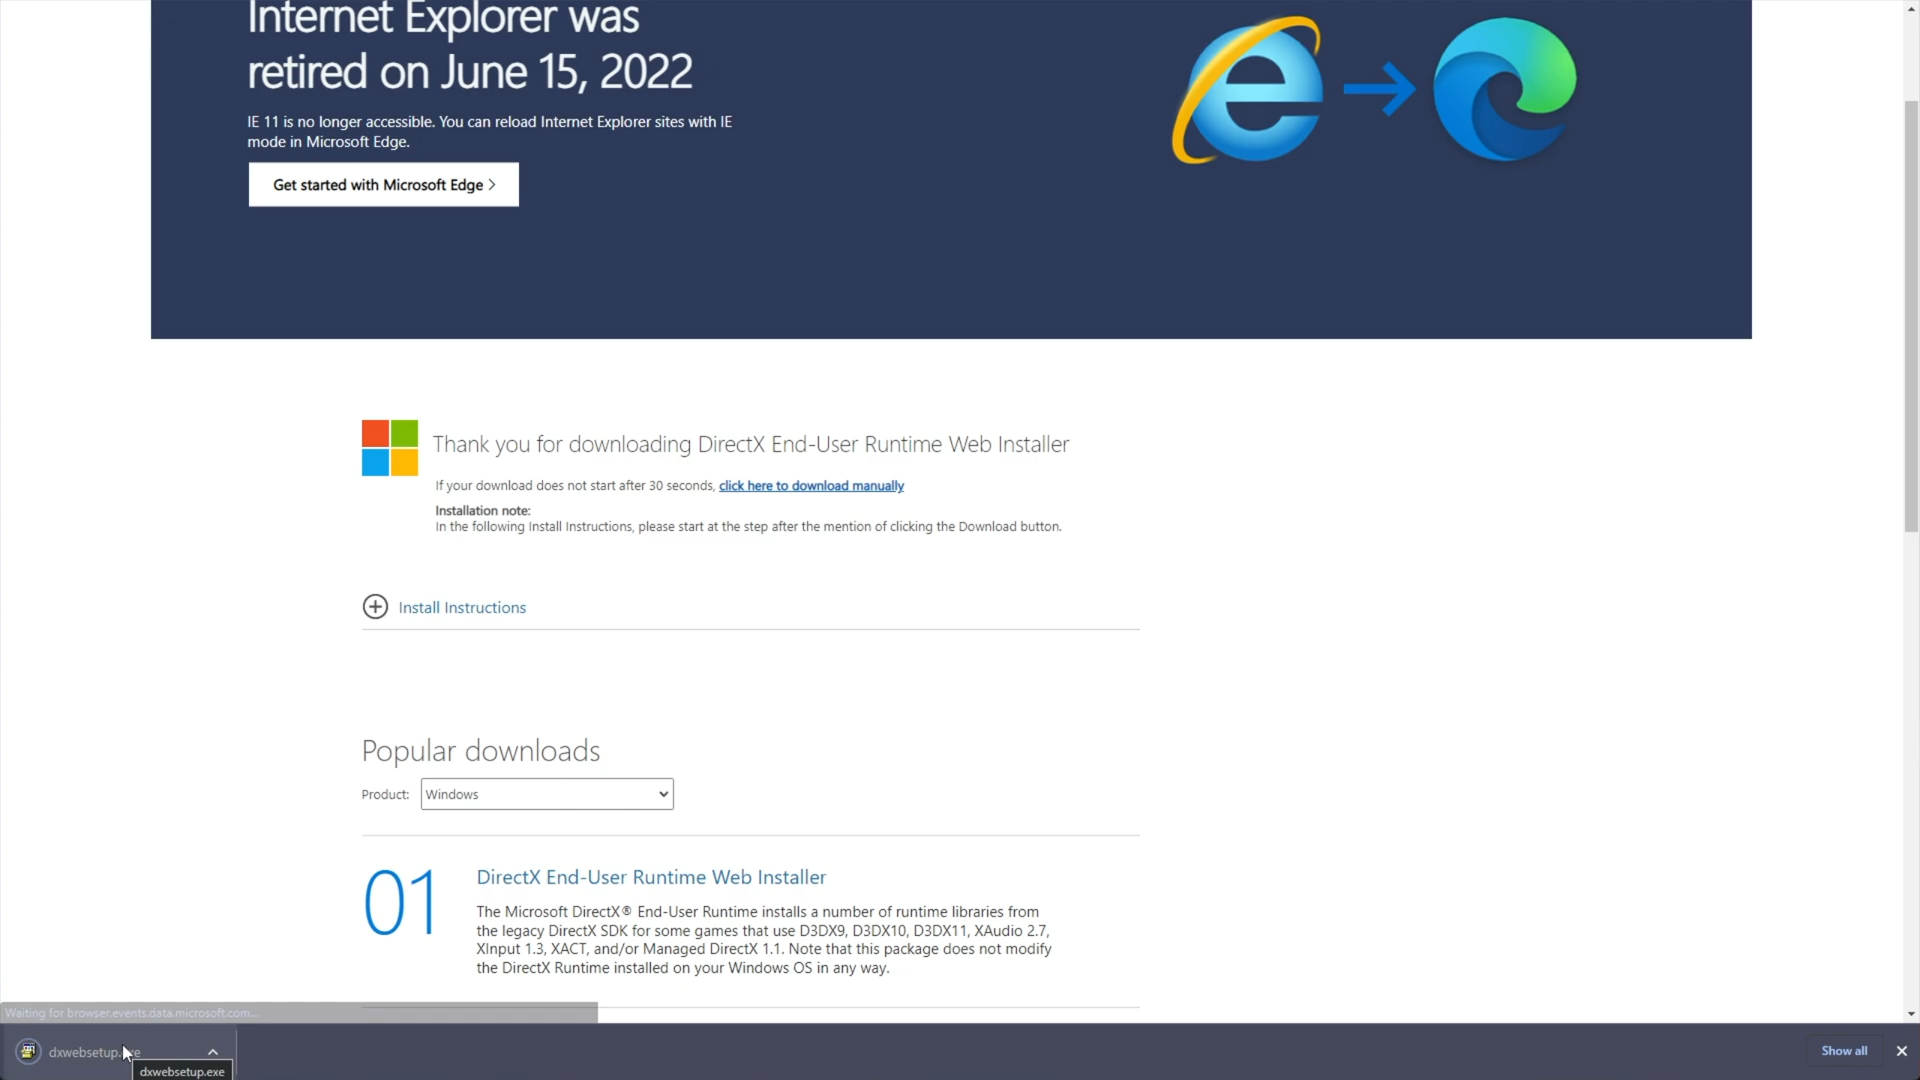 Internet Explorer was
retired on June 15, 2022
IE 11 is no longer accessible. You can reload Internet Explorer sites with IE
mode in Microsoft Edge.
Get started with Microsoft Edge >
Thank you for downloading DirectX End-User Runtime Web Installer
If your download does not start after 30 seconds, click here to download manually
Installation note:
In the following Install Instructions, please start at the step after the mention of clicking the Download button.
Install Instructions
Popular downloads
Product: Windows
01
DirectX End-User Runtime Web Installer
The Microsoft DirectX® End-User Runtime installs a number of runtime libraries from
the legacy DirectX SDK for some games that use D3DX9, D3DX10, D3DX11, XAudio 2.7,
XInput 1.3, XACT, and/or Managed DirectX 1.1. Note that this package does not modify
the DirectX Runtime installed on your Windows OS in any way.
Waiting for browser.events.data.microsoft.com...
dxwebsetup.exe
Show all
dxwebsetup.exe